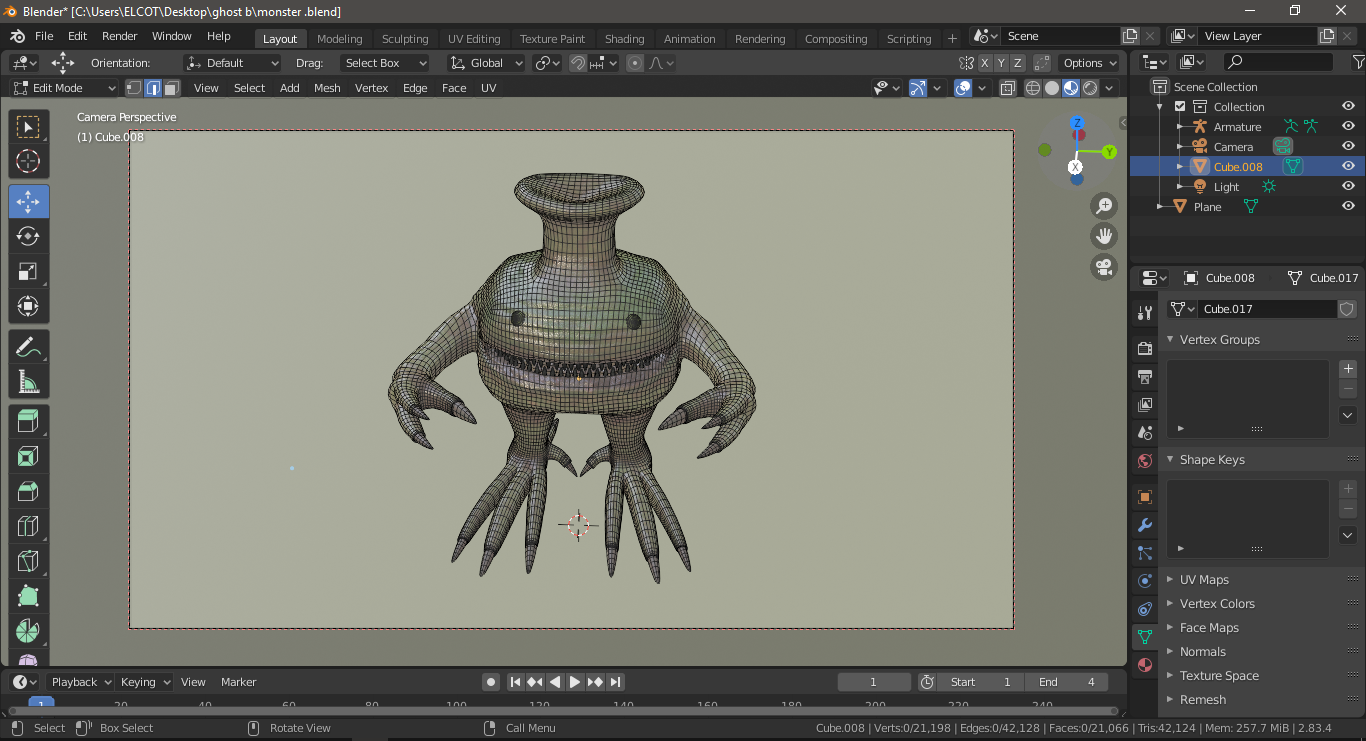 Blender* [C:\Users\ELCOT\Desktop\ghost b\monster .blend]
File Edit Render Window Help Layout Modeling Sculpting UV Editing Texture Paint Shading Animation Rendering Compositing Scripting + Scene View Layer
Orientation: Default Drag: Select Box Global X Y Z Options
Edit Mode View Select Add Mesh Vertex Edge Face UV
Scene Collection
Collection
Armature
Camera
Cube.008
Light
Plane
Camera Perspective
(1) Cube.008
Z
Y
X
Cube.008 Cube.017
Cube.017
Vertex Groups
Shape Keys
UV Maps
Vertex Colors
Face Maps
Normals
Texture Space
Remesh
Playback Keying View Marker 1 Start 1 End 4
1 20 40 60 80 100 120 140 160 180 200 220 240
Select Box Select Rotate View Call Menu Cube.008 | Verts:0/21,198 | Edges:0/42,128 | Faces:0/21,066 | Tris:42,124 | Mem: 257.7 MiB | 2.83.4